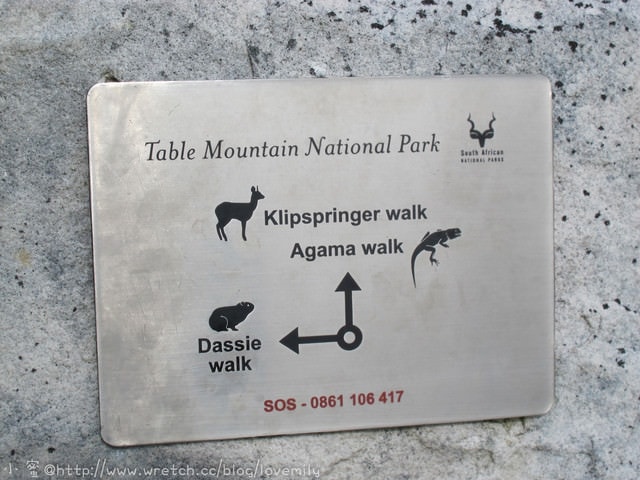 Table Mountain National Park
South African
NATIONAL PARKS
Klipspringer walk
Agama walk
Dassie
walk
SOS - 0861 106 417
小蜜@http://www.wretch.cc/blog/lovemily